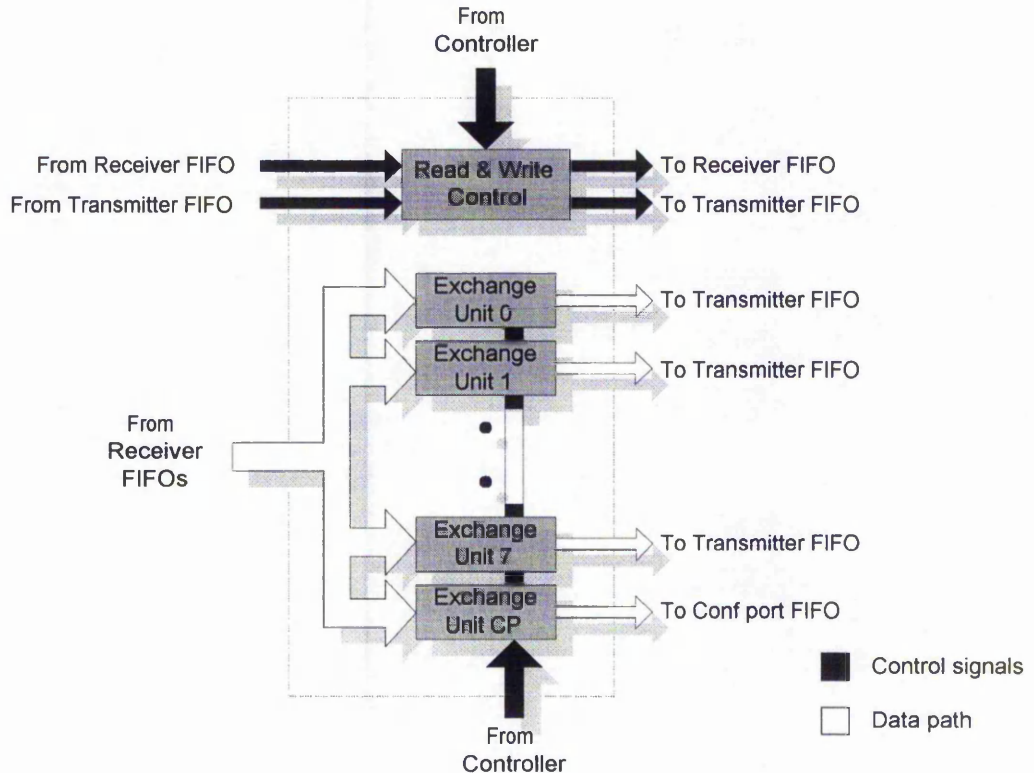 From
Controller
From Receiver FIFO
Read & Write
Control
To Receiver FIFO
From Transmitter FIFO
To Transmitter FIFO
Exchange
Unit 0
To Transmitter FIFO
Exchange
Unit 1
To Transmitter FIFO
From
Receiver
FIFOs
Exchange
Unit 7
To Transmitter FIFO
Exchange
Unit CP
To Conf port FIFO
Control signals
Data path
From
Controller